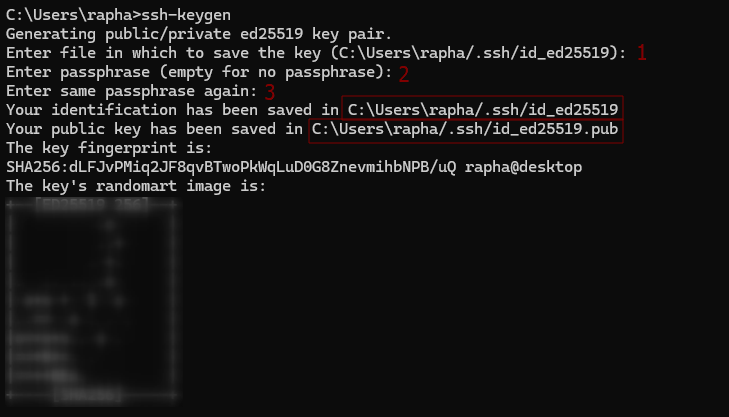 C:\Users\rapha>ssh-keygen
Generating public/private ed25519 key pair.
Enter file in which to save the key (C:\Users\rapha/.ssh/id_ed25519): 1
Enter passphrase (empty for no passphrase): 2
Enter same passphrase again: 3
Your identification has been saved in C:\Users\rapha/.ssh/id_ed25519
Your public key has been saved in C:\Users\rapha/.ssh/id_ed25519.pub
The key fingerprint is:
SHA256:dLFJvPMiq2JF8qvBTwoPkWqLuD0G8ZnevmihbNPB/uQ rapha@desktop
The key's randomart image is:
+--[ED25519 256]--+